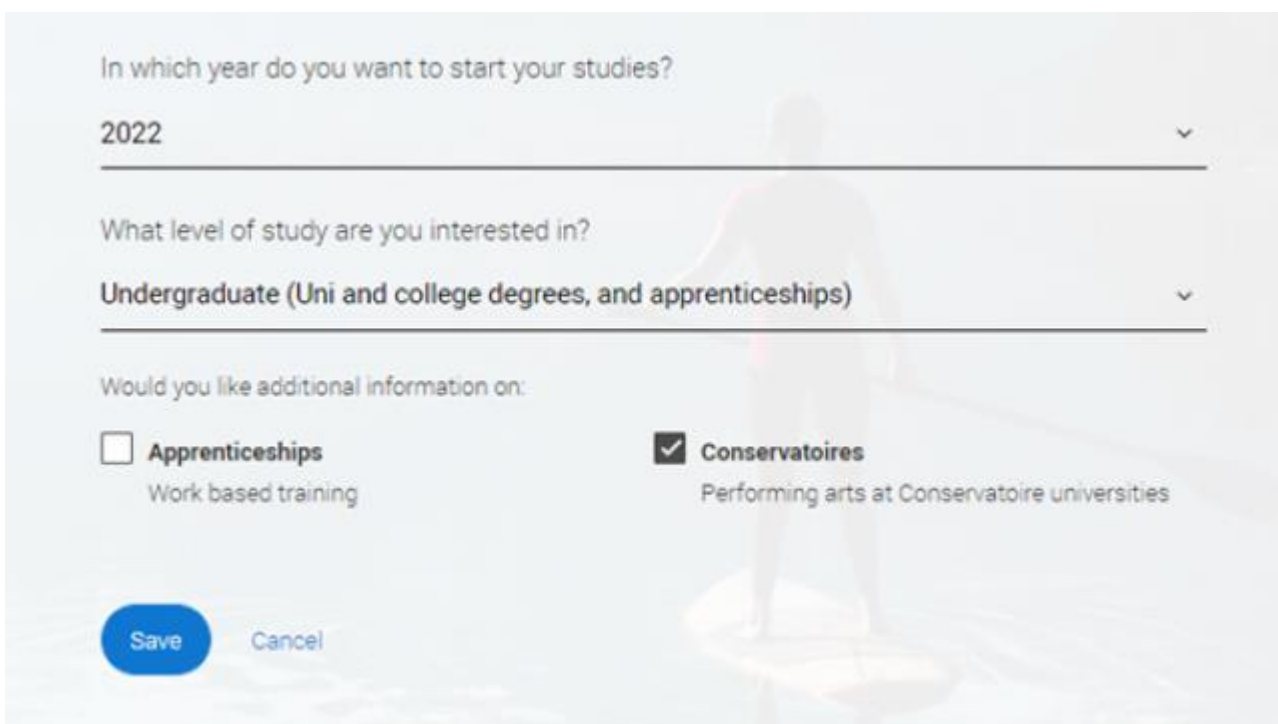 In which year do you want to start your studies?
2022
What level of study are you interested in?
Undergraduate (Uni and college degrees, and apprenticeships)
Would you like additional information on:
Apprenticeships
Work based training
Conservatoires
Performing arts at Conservatoire universities
Save
Cancel